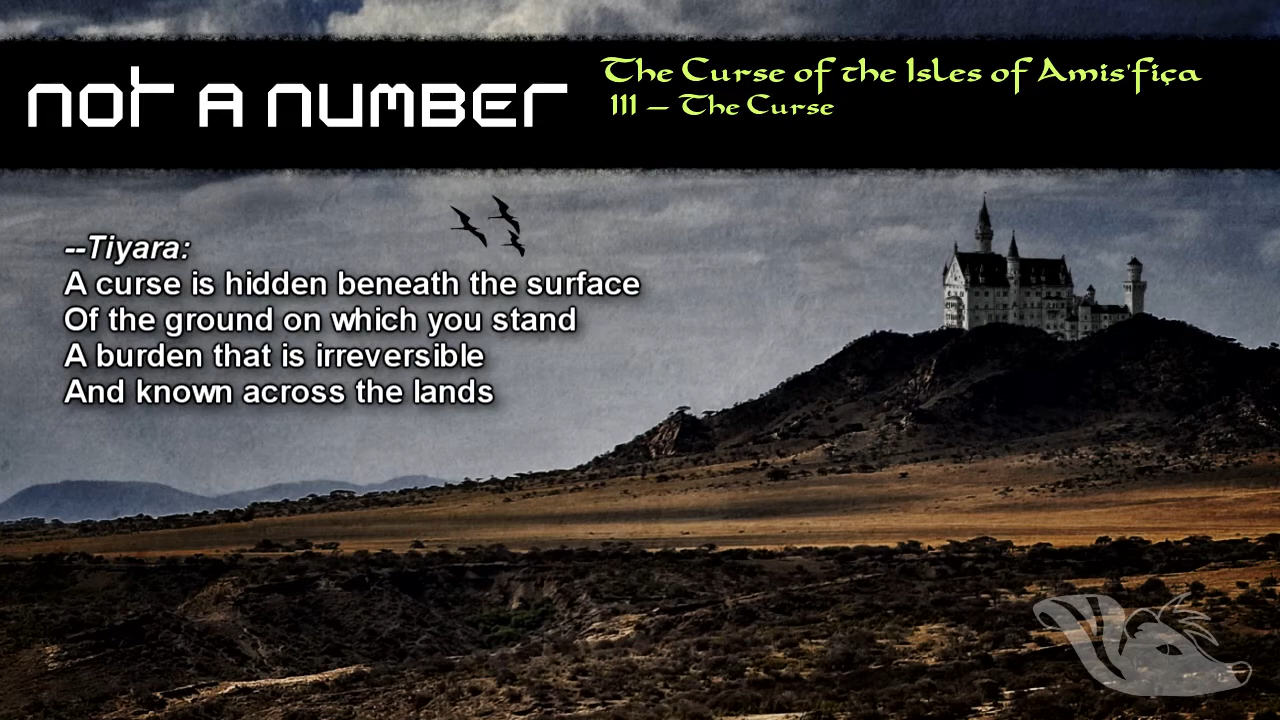 not a number
The Curse of the Isles of Amis'fiça
III — The Curse
--Tiyara:
A curse is hidden beneath the surface
Of the ground on which you stand
A burden that is irreversible
And known across the lands